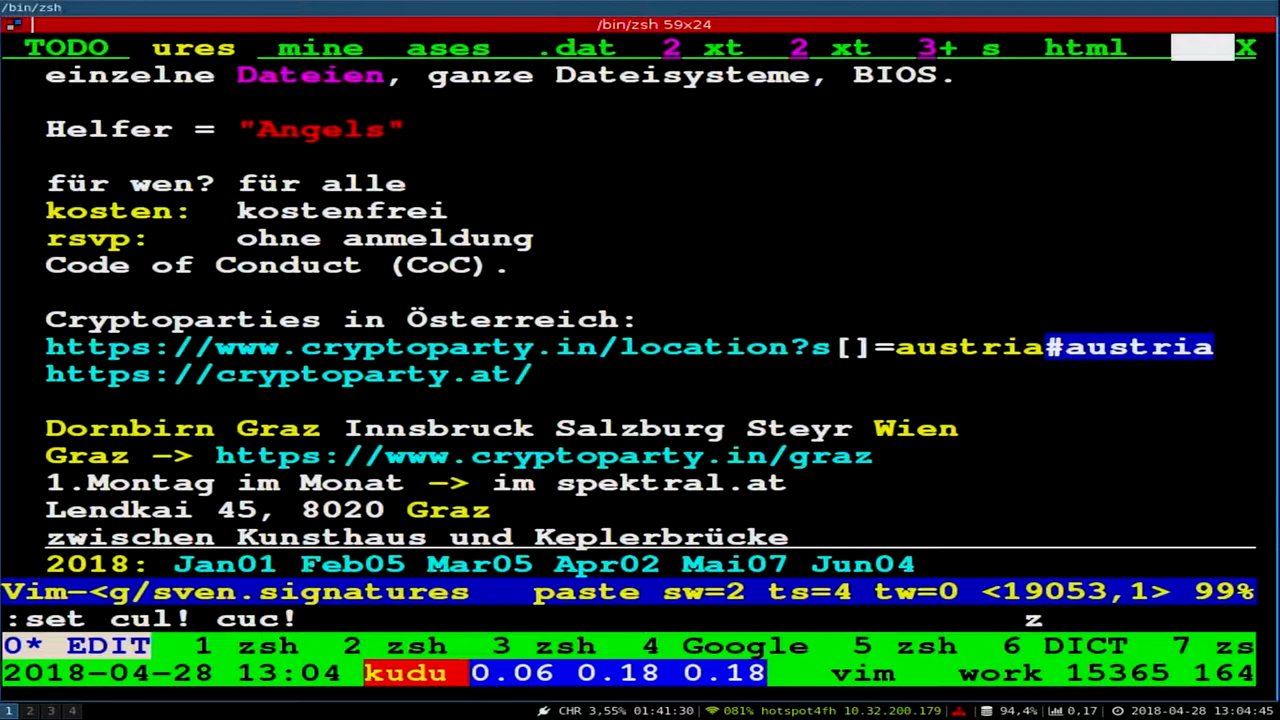 /bin/zsh
/bin/zsh 59x24
TODO ures mine ases .dat 2 xt 2 xt 3+ s html X
einzelne Dateien, ganze Dateisysteme, BIOS.
Helfer = "Angels"
für wen? für alle
kosten: kostenfrei
rsvp: ohne anmeldung
Code of Conduct (CoC).
Cryptoparties in Österreich:
https://www.cryptoparty.in/location?s[]=austria#austria
https://cryptoparty.at/
Dornbirn Graz Innsbruck Salzburg Steyr Wien
Graz —> https://www.cryptoparty.in/graz
1.Montag im Monat —> im spektral.at
Lendkai 45, 8020 Graz
zwischen Kunsthaus und Keplerbrücke
2018: Jan01 Feb05 Mar05 Apr02 Mai07 Jun04
Vim—<g/sven.signatures paste sw=2 ts=4 tw=0 <19053,1> 99%
:set cul! cuc! z
0* EDIT 1 zsh 2 zsh 3 zsh 4 Google 5 zsh 6 DICT 7 zs
2018—04—28 13:04 kudu 0.06 0.18 0.18 vim work 15365 164
1 2 3 4 CHR 3,55% 01:41:30 081% hotspot4fh 10.32.200.179 94,4% 0,17 2018-04-28 13:04:45